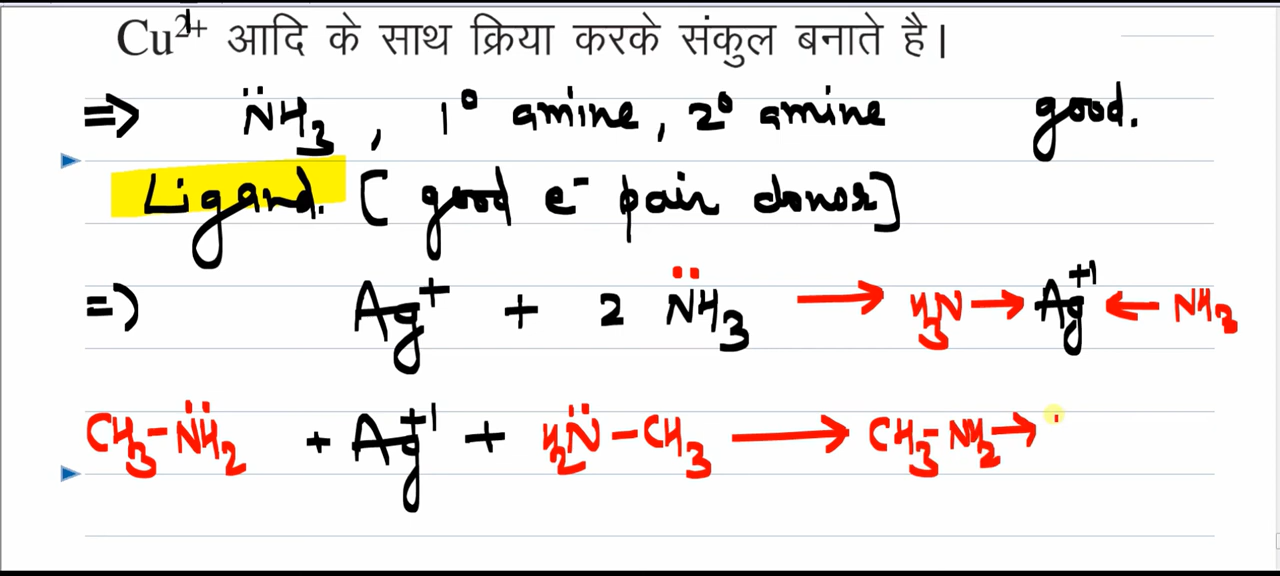 Cu²⁺ आदि के साथ क्रिया करके संकुल बनाते है।
=> N̈H₃, 1° amine, 2° amine good.
Ligand. [good e⁻ pair donor]
=) Ag⁺ + 2 N̈H₃ → H₃N → Ag⁺¹ ← NH₃
CH₃-N̈H₂ + Ag⁺¹ + H₂N̈-CH₃ → CH₃-NH₂→